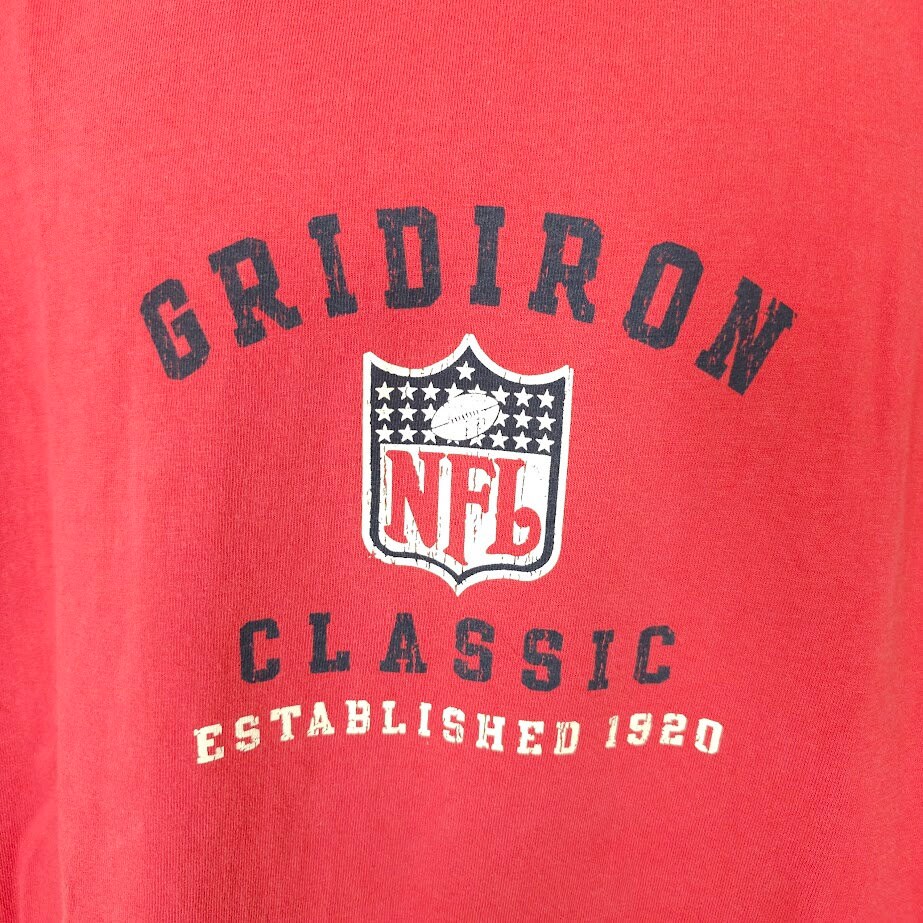 GRIDIRON
NFL
CLASSIC
ESTABLISHED 1920